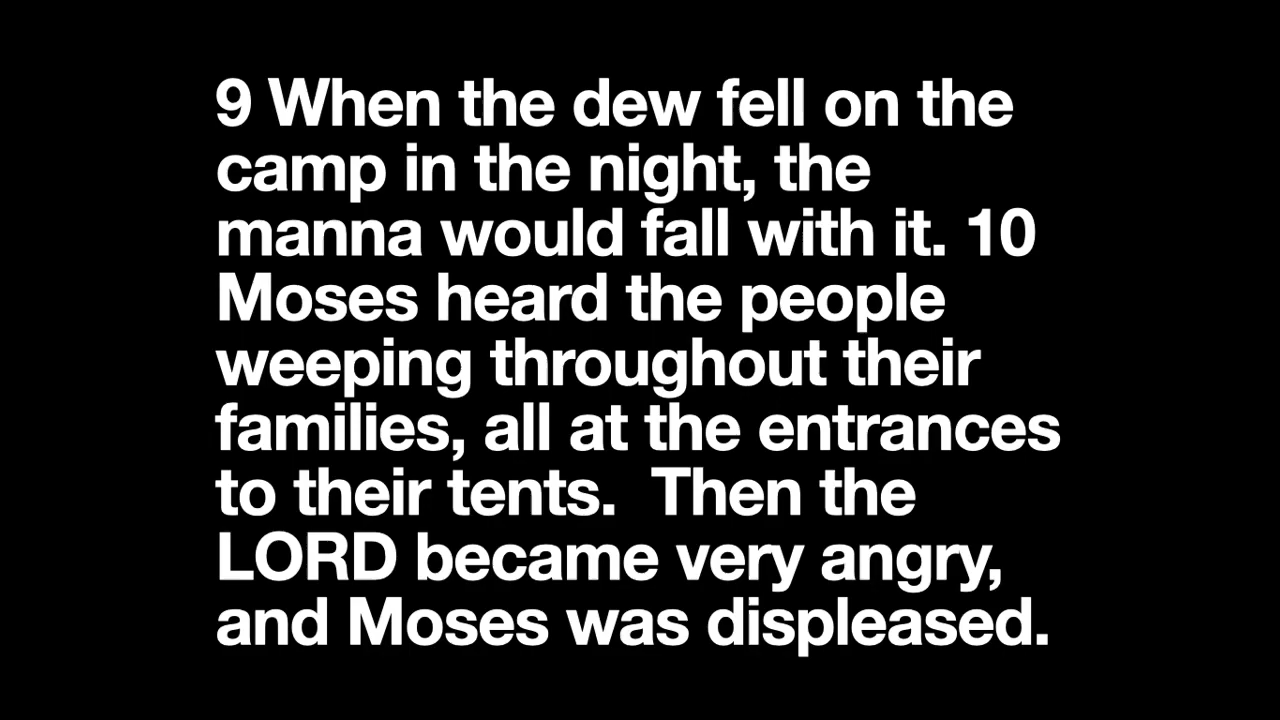 9 When the dew fell on the
camp in the night, the
manna would fall with it. 10
Moses heard the people
weeping throughout their
families, all at the entrances
to their tents.  Then the
LORD became very angry,
and Moses was displeased.